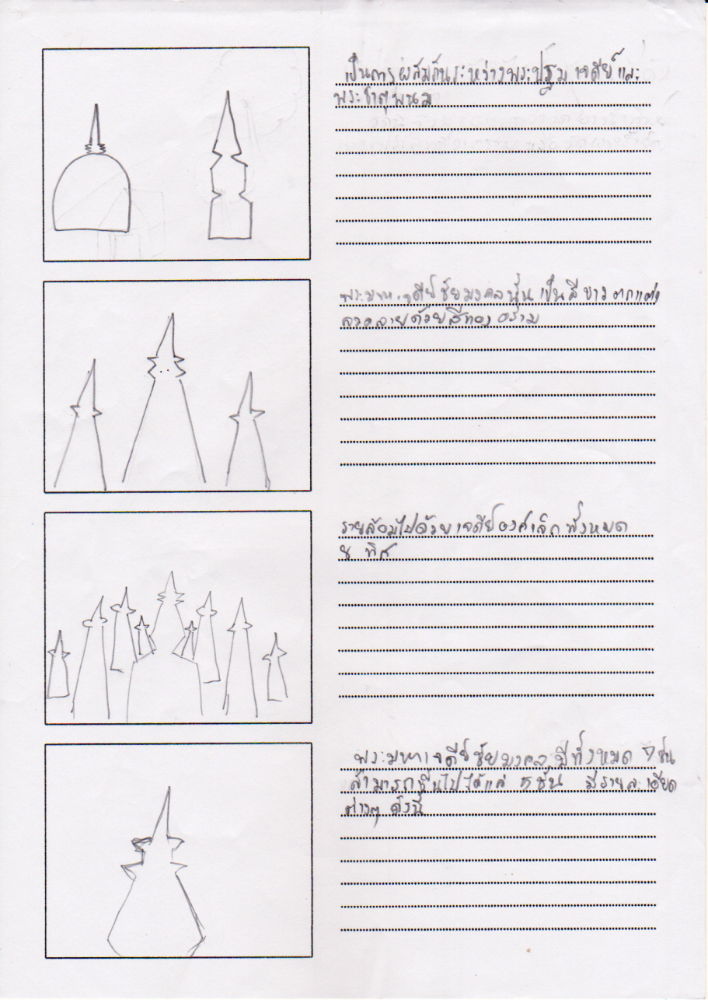 เป็นการผสมกันระหว่างพระปฐมเจดีย์และ
พระธาตุพนม
พระมหาเจดีย์ชัยมงคลนั้น เป็นสีขาว ตกแต่ง
ลวดลายด้วยสีทองอร่าม
รายล้อมไปด้วยเจดีย์องค์เล็กทั้งหมด
8 ทิศ
พระมหาเจดีย์ชัยมงคล มีทั้งหมด 7 ชั้น
สามารถขึ้นไปได้แค่ 5 ชั้น มีรายละเอียด
ต่างๆ ดังนี้